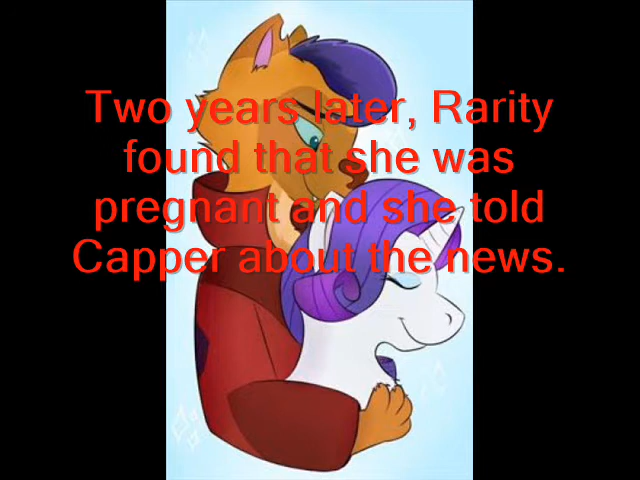 Two years later, Rarity
found that she was
pregnant and she told
Capper about the news.